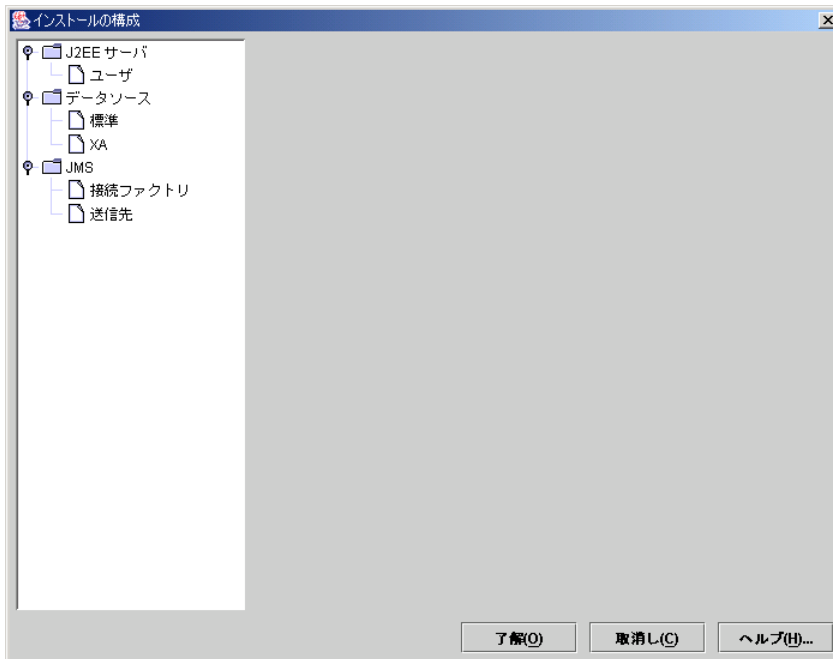 インストールの構成
J2EE サーバ
ユーザ
データソース
標準
XA
JMS
接続ファクトリ
送信先
了解(O) 取消し(C) ヘルプ(H)...